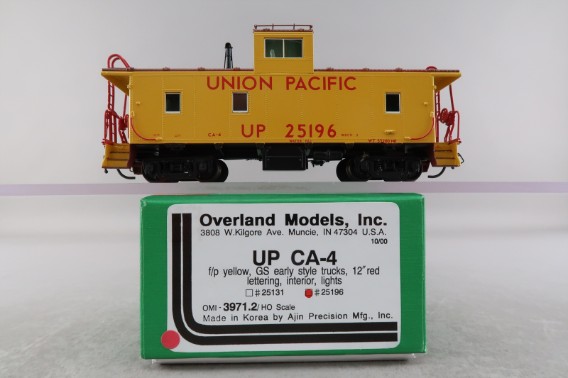 UNION PACIFIC
CA-4
UP 25196
Overland Models, Inc.
3808 W.Kilgore Ave. Muncie, IN 47304 U.S.A.
10/00
UP CA-4
f/p yellow, GS early style trucks, 12" red
lettering, interior, lights
#25131 #25196
OMI-3971.2/HO Scale
Made in Korea by Ajin Precision Mfg., Inc.